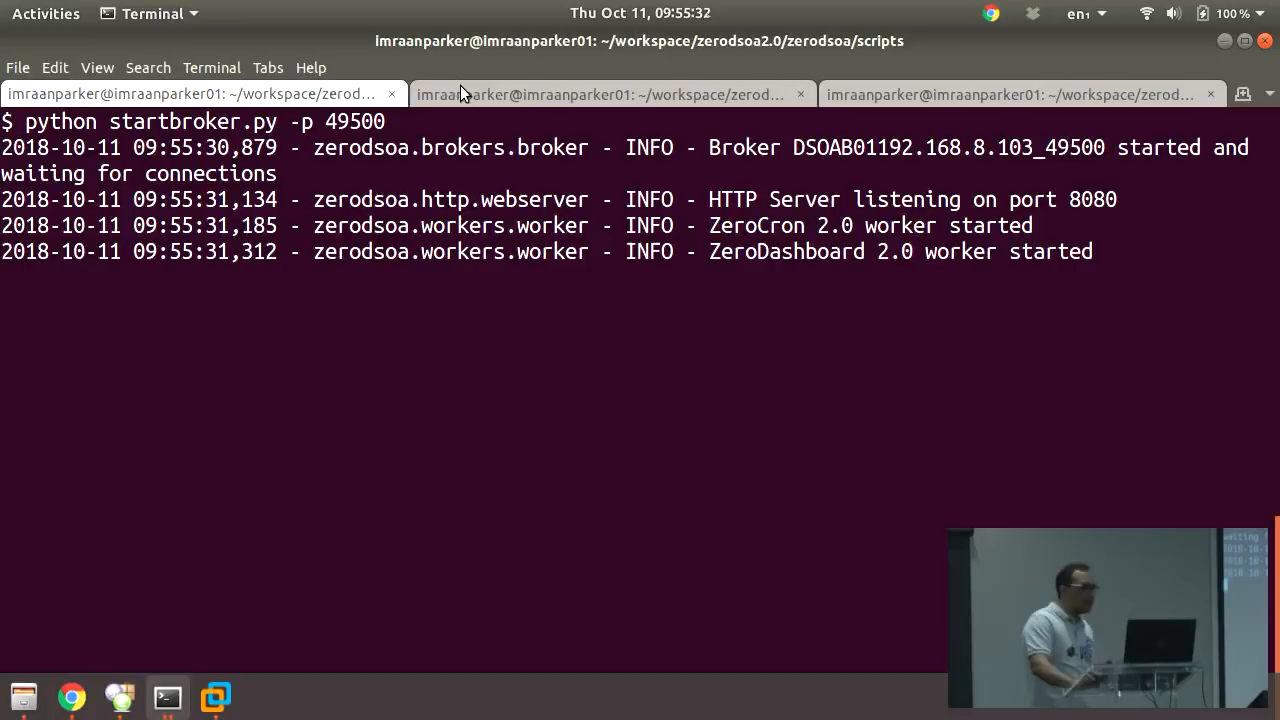 Activities Terminal Thu Oct 11, 09:55:32 en₁ 100 %
imraanparker@imraanparker01: ~/workspace/zerodsoa2.0/zerodsoa/scripts
File Edit View Search Terminal Tabs Help
imraanparker@imraanparker01: ~/workspace/zerod... × imraanparker@imraanparker01: ~/workspace/zerod... × imraanparker@imraanparker01: ~/workspace/zerod... ×
$ python startbroker.py -p 49500
2018-10-11 09:55:30,879 - zerodsoa.brokers.broker - INFO - Broker DSOAB01192.168.8.103_49500 started and
waiting for connections
2018-10-11 09:55:31,134 - zerodsoa.http.webserver - INFO - HTTP Server listening on port 8080
2018-10-11 09:55:31,185 - zerodsoa.workers.worker - INFO - ZeroCron 2.0 worker started
2018-10-11 09:55:31,312 - zerodsoa.workers.worker - INFO - ZeroDashboard 2.0 worker started
waiting